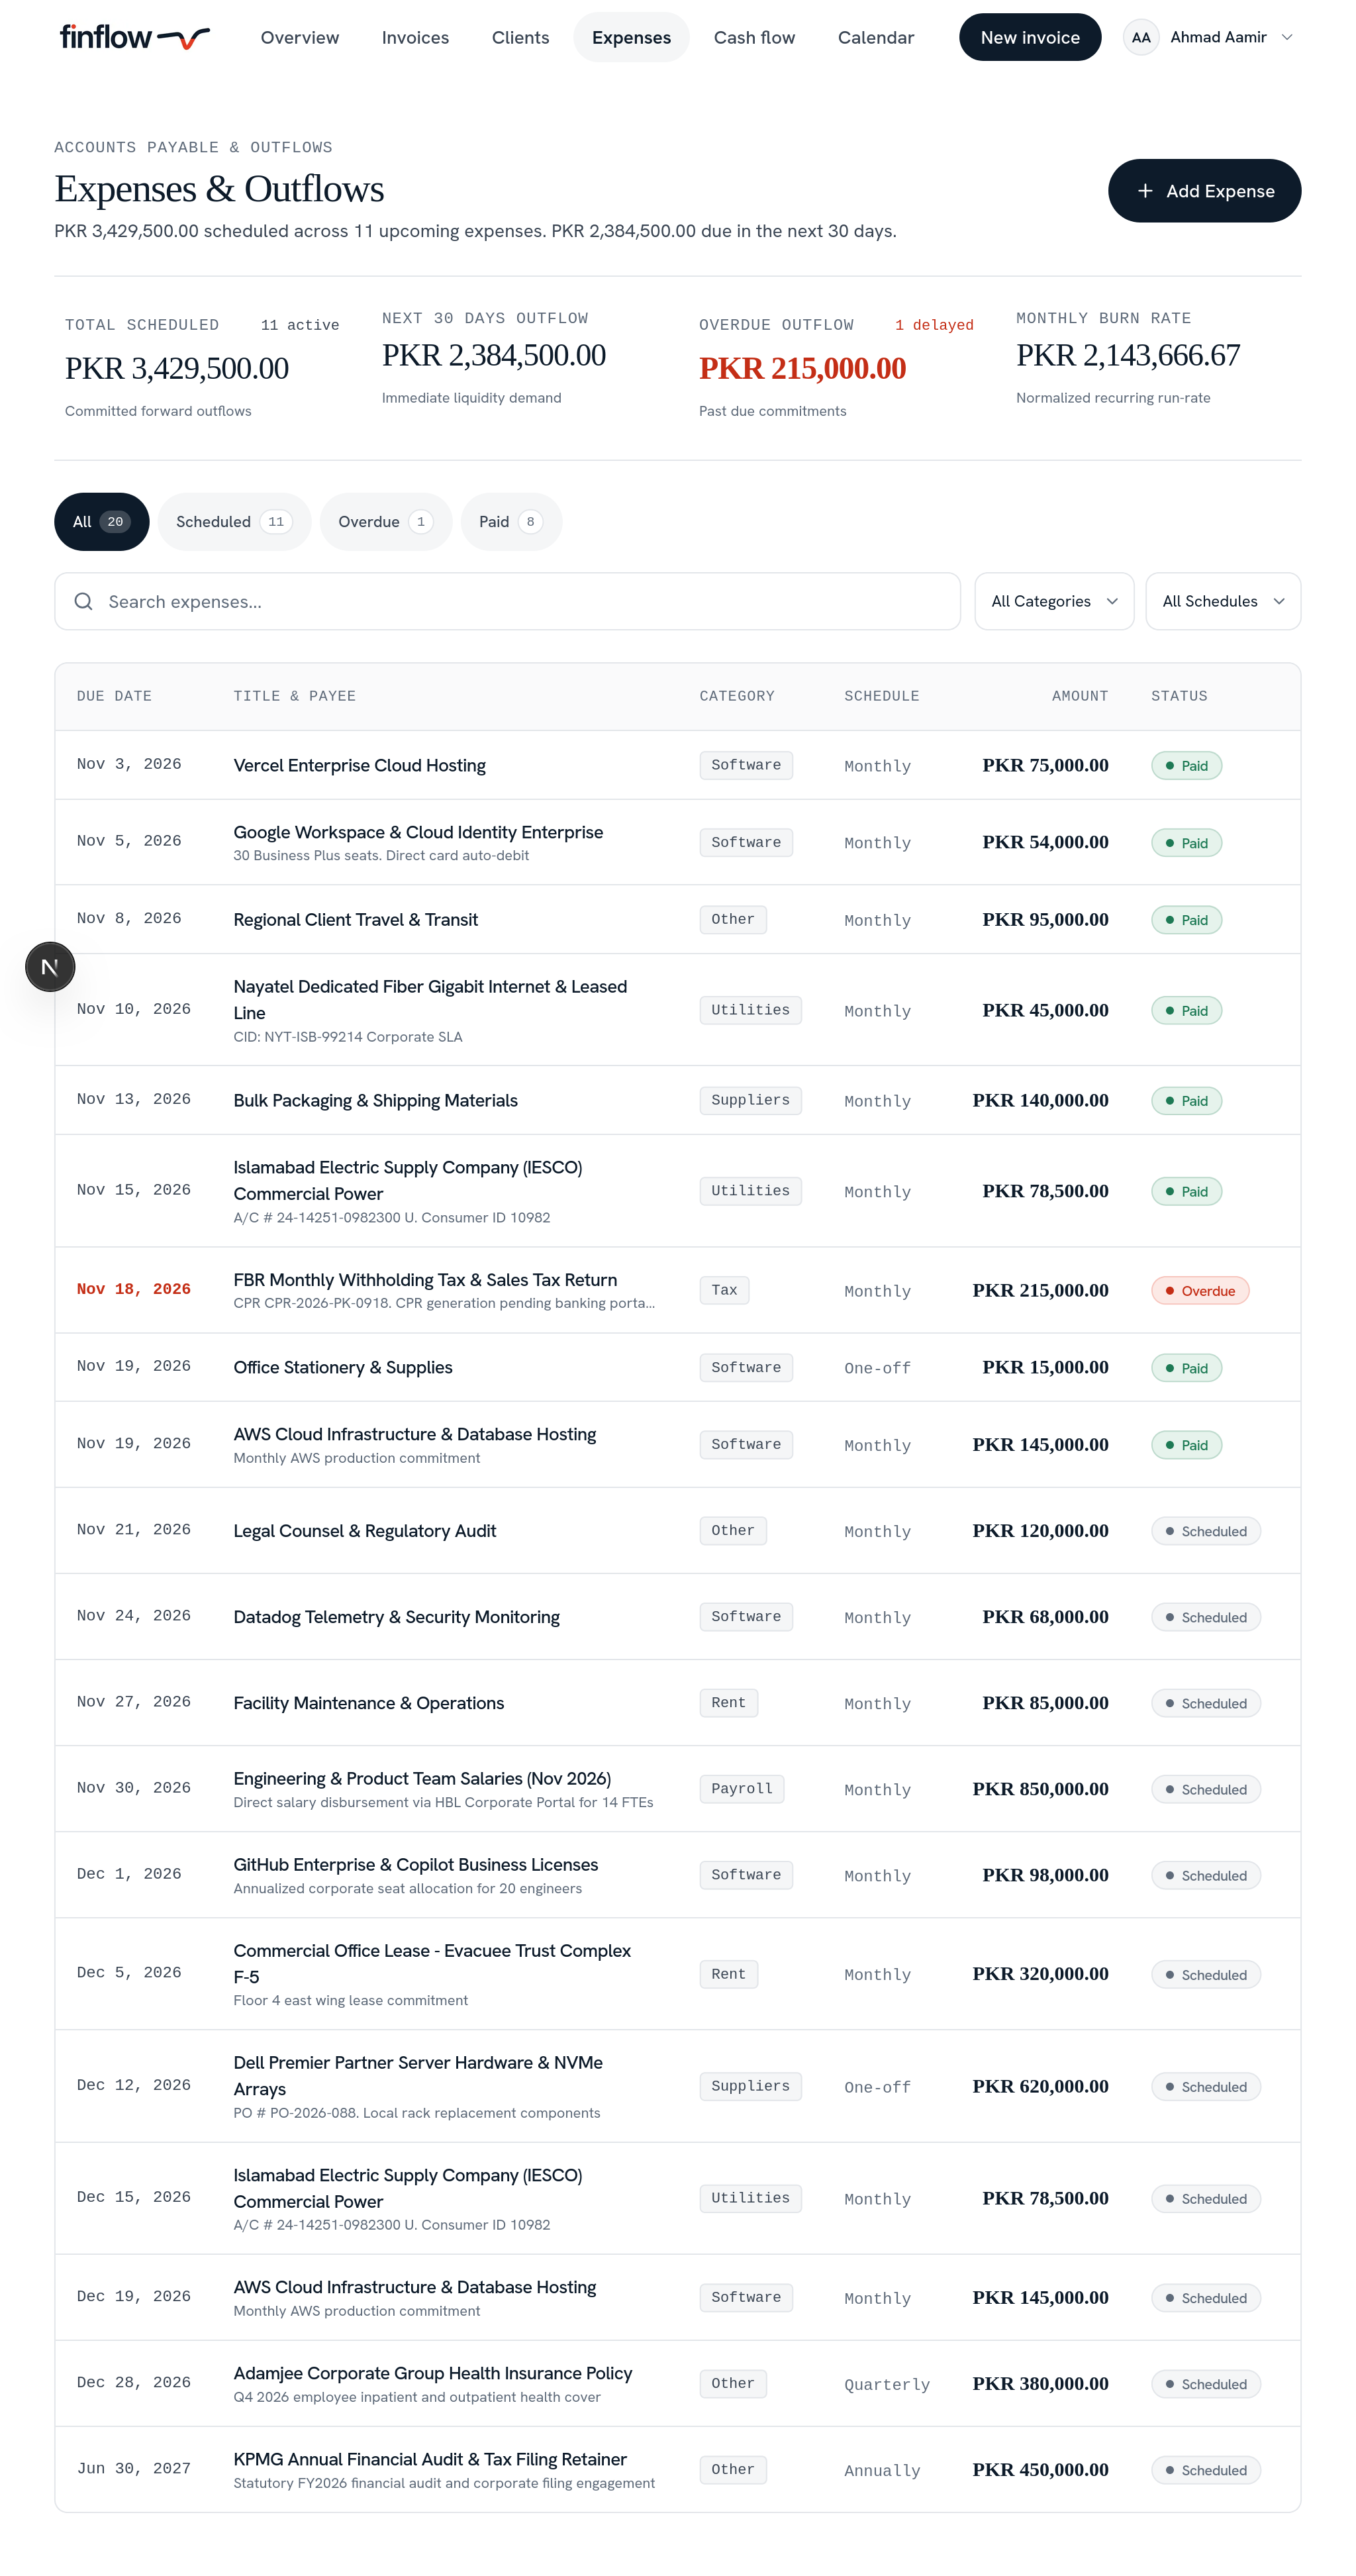 finflow Overview Invoices Clients Expenses Cash flow Calendar New invoice AA Ahmad Aamir
ACCOUNTS PAYABLE & OUTFLOWS
Expenses & Outflows
+ Add Expense
PKR 3,429,500.00 scheduled across 11 upcoming expenses. PKR 2,384,500.00 due in the next 30 days.
TOTAL SCHEDULED 11 active
PKR 3,429,500.00
Committed forward outflows
NEXT 30 DAYS OUTFLOW
PKR 2,384,500.00
Immediate liquidity demand
OVERDUE OUTFLOW 1 delayed
PKR 215,000.00
Past due commitments
MONTHLY BURN RATE
PKR 2,143,666.67
Normalized recurring run-rate
All 20 Scheduled 11 Overdue 1 Paid 8
Search expenses... All Categories All Schedules
DUE DATE TITLE & PAYEE CATEGORY SCHEDULE AMOUNT STATUS
Nov 3, 2026 Vercel Enterprise Cloud Hosting Software Monthly PKR 75,000.00 Paid
Nov 5, 2026 Google Workspace & Cloud Identity Enterprise Software Monthly PKR 54,000.00 Paid
30 Business Plus seats. Direct card auto-debit
Nov 8, 2026 Regional Client Travel & Transit Other Monthly PKR 95,000.00 Paid
N
Nov 10, 2026 Nayatel Dedicated Fiber Gigabit Internet & Leased Utilities Monthly PKR 45,000.00 Paid
Line
CID: NYT-ISB-99214 Corporate SLA
Nov 13, 2026 Bulk Packaging & Shipping Materials Suppliers Monthly PKR 140,000.00 Paid
Nov 15, 2026 Islamabad Electric Supply Company (IESCO) Utilities Monthly PKR 78,500.00 Paid
Commercial Power
A/C # 24-14251-0982300 U. Consumer ID 10982
Nov 18, 2026 FBR Monthly Withholding Tax & Sales Tax Return Tax Monthly PKR 215,000.00 Overdue
CPR CPR-2026-PK-0918. CPR generation pending banking porta...
Nov 19, 2026 Office Stationery & Supplies Software One-off PKR 15,000.00 Paid
Nov 19, 2026 AWS Cloud Infrastructure & Database Hosting Software Monthly PKR 145,000.00 Paid
Monthly AWS production commitment
Nov 21, 2026 Legal Counsel & Regulatory Audit Other Monthly PKR 120,000.00 Scheduled
Nov 24, 2026 Datadog Telemetry & Security Monitoring Software Monthly PKR 68,000.00 Scheduled
Nov 27, 2026 Facility Maintenance & Operations Rent Monthly PKR 85,000.00 Scheduled
Nov 30, 2026 Engineering & Product Team Salaries (Nov 2026) Payroll Monthly PKR 850,000.00 Scheduled
Direct salary disbursement via HBL Corporate Portal for 14 FTEs
Dec 1, 2026 GitHub Enterprise & Copilot Business Licenses Software Monthly PKR 98,000.00 Scheduled
Annualized corporate seat allocation for 20 engineers
Dec 5, 2026 Commercial Office Lease - Evacuee Trust Complex Rent Monthly PKR 320,000.00 Scheduled
F-5
Floor 4 east wing lease commitment
Dec 12, 2026 Dell Premier Partner Server Hardware & NVMe Suppliers One-off PKR 620,000.00 Scheduled
Arrays
PO # PO-2026-088. Local rack replacement components
Dec 15, 2026 Islamabad Electric Supply Company (IESCO) Utilities Monthly PKR 78,500.00 Scheduled
Commercial Power
A/C # 24-14251-0982300 U. Consumer ID 10982
Dec 19, 2026 AWS Cloud Infrastructure & Database Hosting Software Monthly PKR 145,000.00 Scheduled
Monthly AWS production commitment
Dec 28, 2026 Adamjee Corporate Group Health Insurance Policy Other Quarterly PKR 380,000.00 Scheduled
Q4 2026 employee inpatient and outpatient health cover
Jun 30, 2027 KPMG Annual Financial Audit & Tax Filing Retainer Other Annually PKR 450,000.00 Scheduled
Statutory FY2026 financial audit and corporate filing engagement